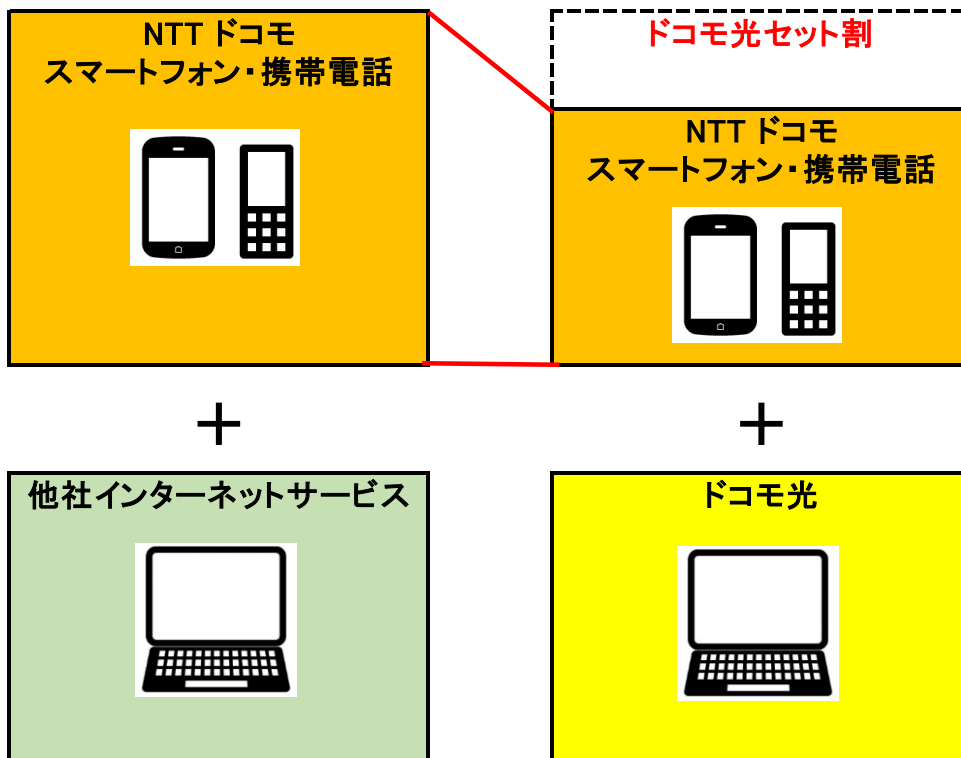 NTT ドコモ
スマートフォン・携帯電話
+
他社インターネットサービス
ドコモ光セット割
NTT ドコモ
スマートフォン・携帯電話
+
ドコモ光